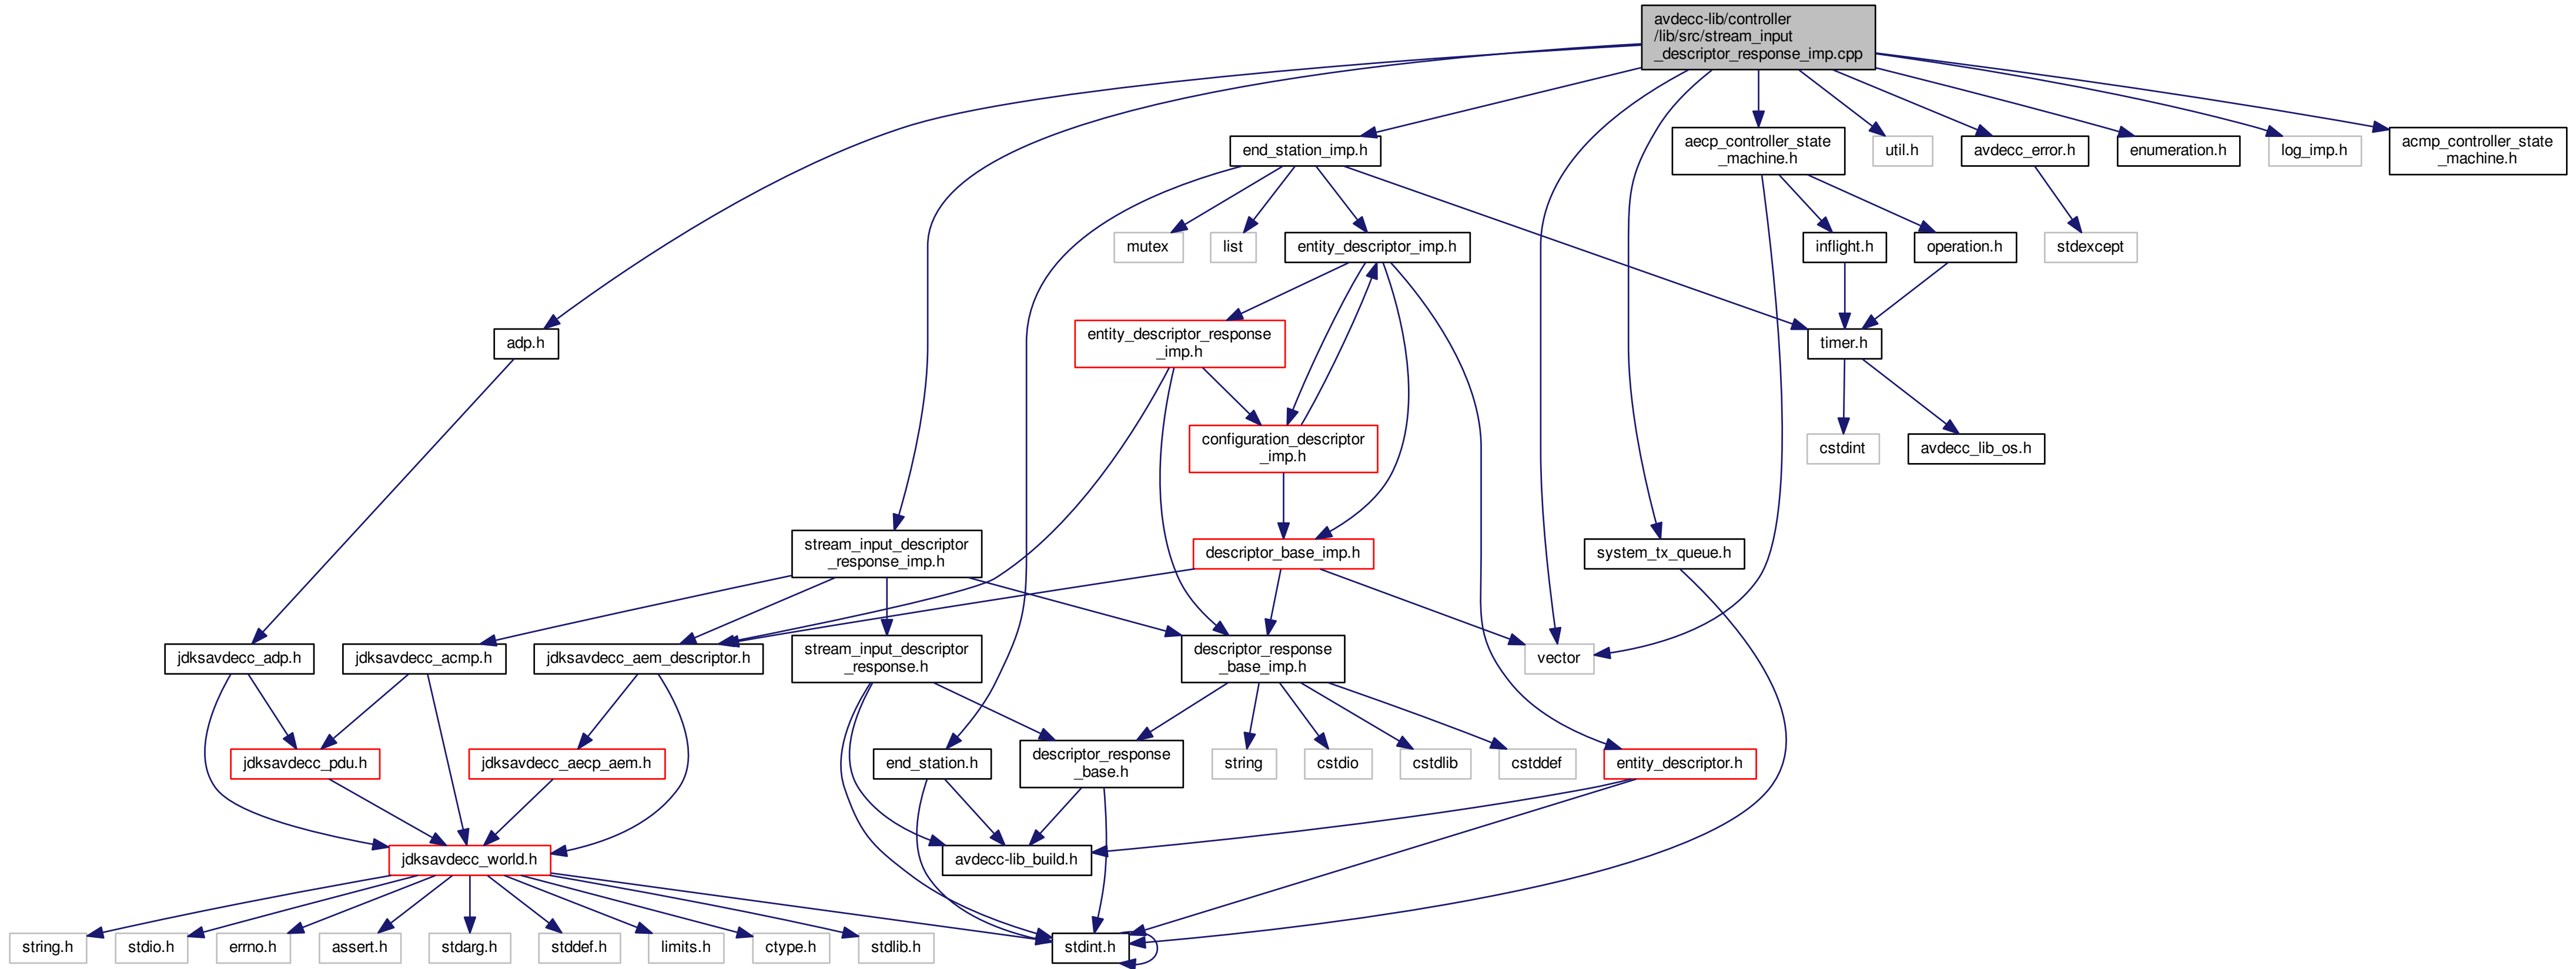 avdecc-lib/controller
/lib/src/stream_input
_descriptor_response_imp.cpp
end_station_imp.h
aecp_controller_state
_machine.h
util.h
avdecc_error.h
enumeration.h
log_imp.h
acmp_controller_state
_machine.h
mutex
list
entity_descriptor_imp.h
inflight.h
operation.h
stdexcept
adp.h
entity_descriptor_response
_imp.h
timer.h
configuration_descriptor
_imp.h
cstdint
avdecc_lib_os.h
stream_input_descriptor
_response_imp.h
descriptor_base_imp.h
system_tx_queue.h
jdksavdecc_adp.h
jdksavdecc_acmp.h
jdksavdecc_aem_descriptor.h
stream_input_descriptor
_response.h
descriptor_response
_base_imp.h
vector
jdksavdecc_pdu.h
jdksavdecc_aecp_aem.h
end_station.h
descriptor_response
_base.h
string
cstdio
cstdlib
cstddef
entity_descriptor.h
jdksavdecc_world.h
avdecc-lib_build.h
string.h
stdio.h
errno.h
assert.h
stdarg.h
stddef.h
limits.h
ctype.h
stdlib.h
stdint.h